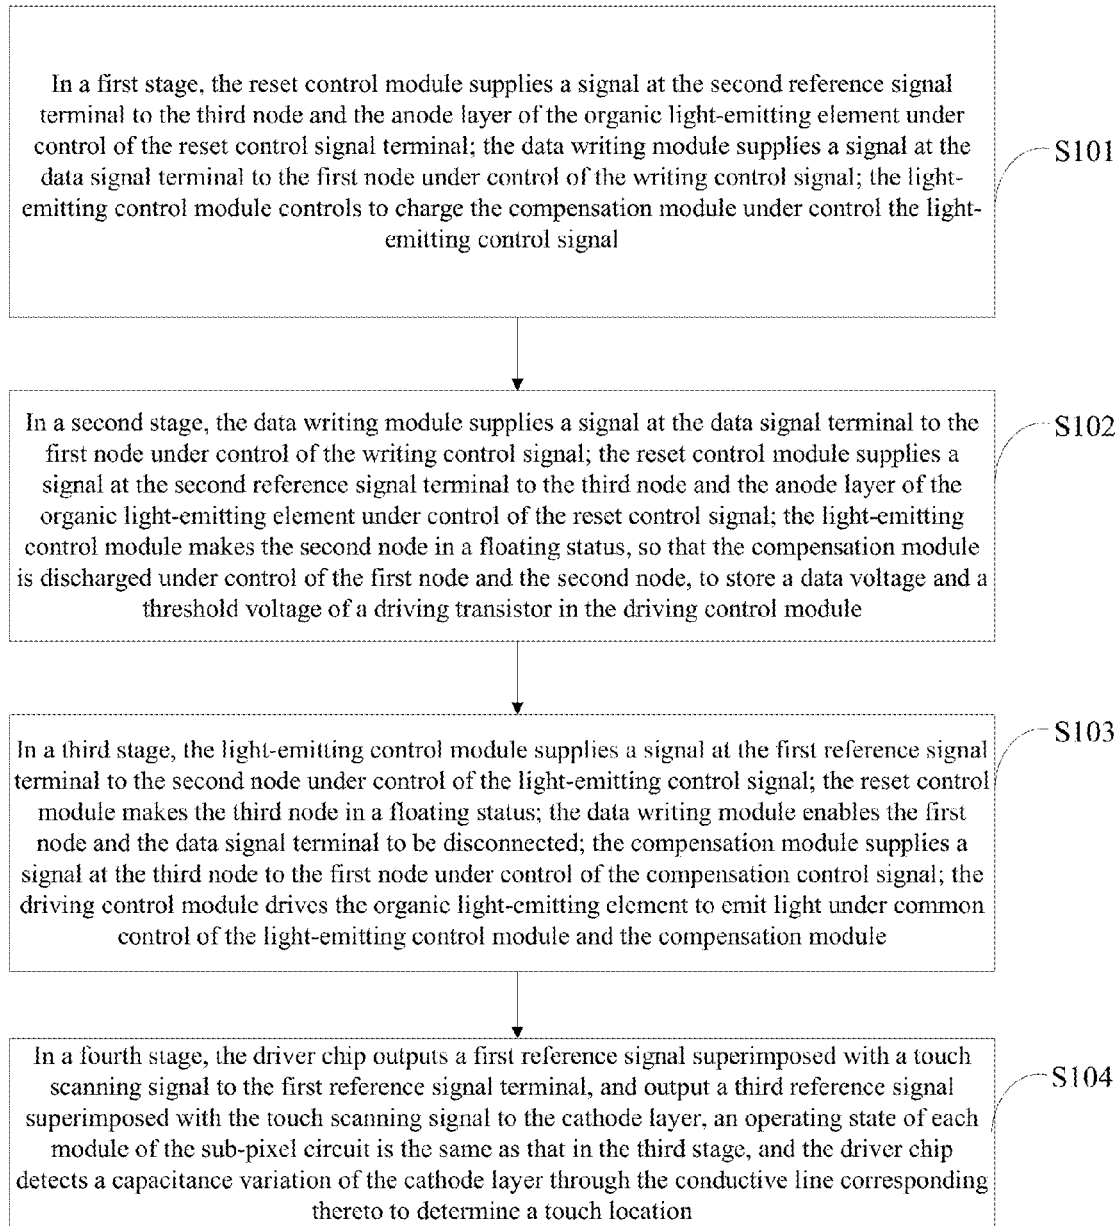 In a first stage, the reset control module supplies a signal at the second reference signal
terminal to the third node and the anode layer of the organic light-emitting element under
control of the reset control signal terminal; the data writing module supplies a signal at the
data signal terminal to the first node under control of the writing control signal; the light-
emitting control module controls to charge the compensation module under control the light-
emitting control signal
S101
In a second stage, the data writing module supplies a signal at the data signal terminal to the
first node under control of the writing control signal; the reset control module supplies a
signal at the second reference signal terminal to the third node and the anode layer of the
organic light-emitting element under control of the reset control signal; the light-emitting
control module makes the second node in a floating status, so that the compensation module
is discharged under control of the first node and the second node, to store a data voltage and a
threshold voltage of a driving transistor in the driving control module
S102
In a third stage, the light-emitting control module supplies a signal at the first reference signal
terminal to the second node under control of the light-emitting control signal; the reset control
module makes the third node in a floating status; the data writing module enables the first
node and the data signal terminal to be disconnected; the compensation module supplies a
signal at the third node to the first node under control of the compensation control signal; the
driving control module drives the organic light-emitting element to emit light under common
control of the light-emitting control module and the compensation module
S103
In a fourth stage, the driver chip outputs a first reference signal superimposed with a touch
scanning signal to the first reference signal terminal, and output a third reference signal
superimposed with the touch scanning signal to the cathode layer, an operating state of each
module of the sub-pixel circuit is the same as that in the third stage, and the driver chip
detects a capacitance variation of the cathode layer through the conductive line corresponding
thereto to determine a touch location
S104